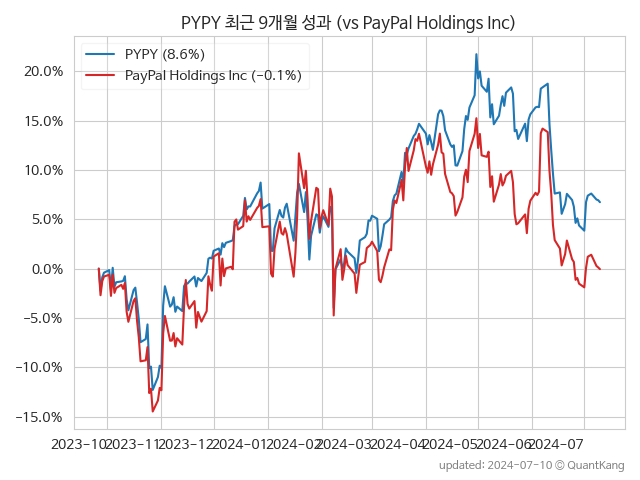 PYPY 최근 9개월 성과 (vs PayPal Holdings Inc)
PYPY (8.6%)
PayPal Holdings Inc (−0.1%)
20.0%
15.0%
10.0%
5.0%
0.0%
−5.0%
−10.0%
−15.0%
2023−10 2023−11 2023−12 2024−01 2024−02 2024−03 2024−04 2024−05 2024−06 2024−07
updated: 2024-07-10 © QuantKang